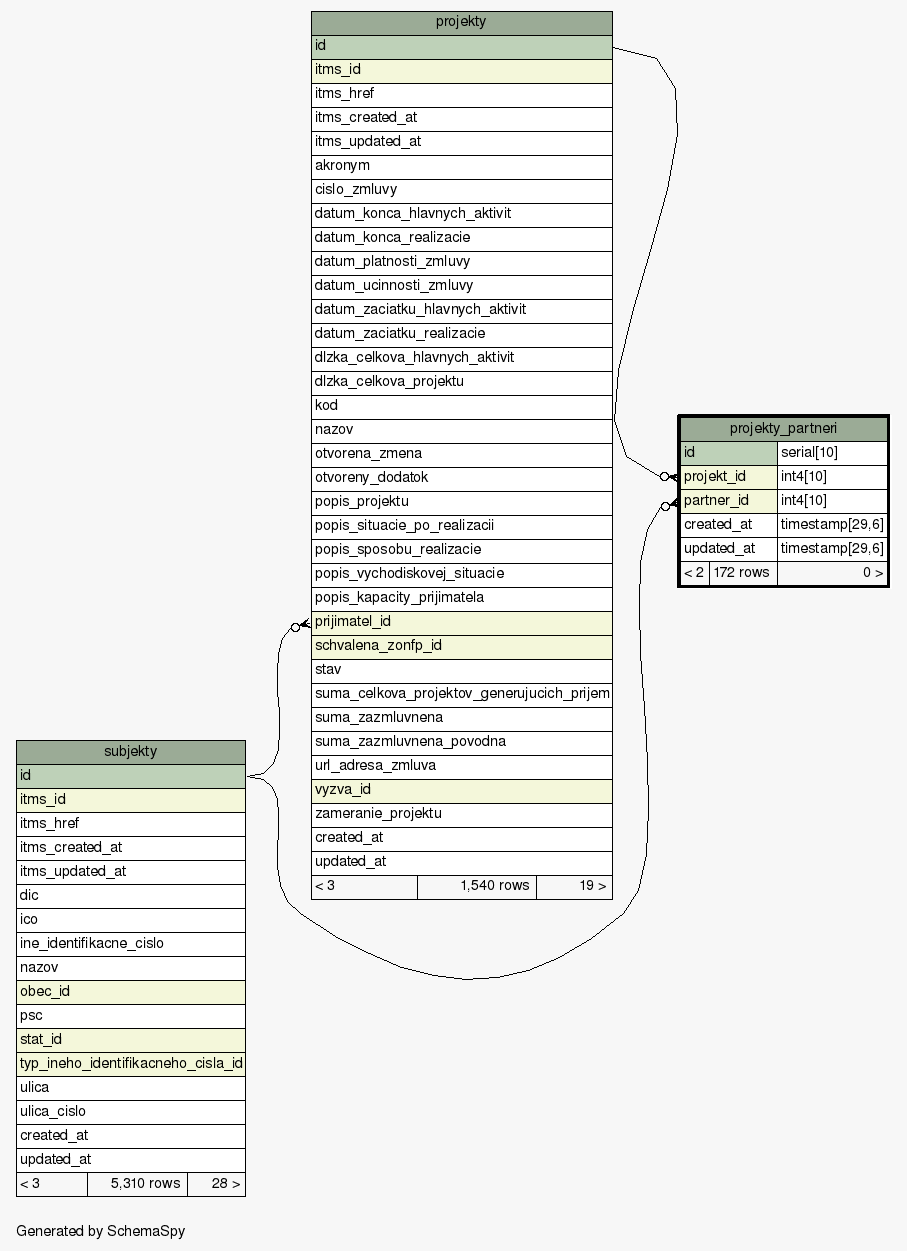 projekty
id
itms_id
itms_href
itms_created_at
itms_updated_at
akronym
cislo_zmluvy
datum_konca_hlavnych_aktivit
datum_konca_realizacie
datum_platnosti_zmluvy
datum_ucinnosti_zmluvy
datum_zaciatku_hlavnych_aktivit
datum_zaciatku_realizacie
dlzka_celkova_hlavnych_aktivit
dlzka_celkova_projektu
kod
nazov
otvorena_zmena
otvoreny_dodatok
popis_projektu
popis_situacie_po_realizacii
popis_sposobu_realizacie
popis_vychodiskovej_situacie
popis_kapacity_prijimatela
prijimatel_id
schvalena_zonfp_id
stav
suma_celkova_projektov_generujucich_prijem
suma_zazmluvnena
suma_zazmluvnena_povodna
url_adresa_zmluva
vyzva_id
zameranie_projektu
created_at
updated_at
< 3 1,540 rows 19 >
projekty_partneri
id serial[10]
projekt_id int4[10]
partner_id int4[10]
created_at timestamp[29,6]
updated_at timestamp[29,6]
< 2 172 rows 0 >
subjekty
id
itms_id
itms_href
itms_created_at
itms_updated_at
dic
ico
ine_identifikacne_cislo
nazov
obec_id
psc
stat_id
typ_ineho_identifikacneho_cisla_id
ulica
ulica_cislo
created_at
updated_at
< 3 5,310 rows 28 >
Generated by SchemaSpy